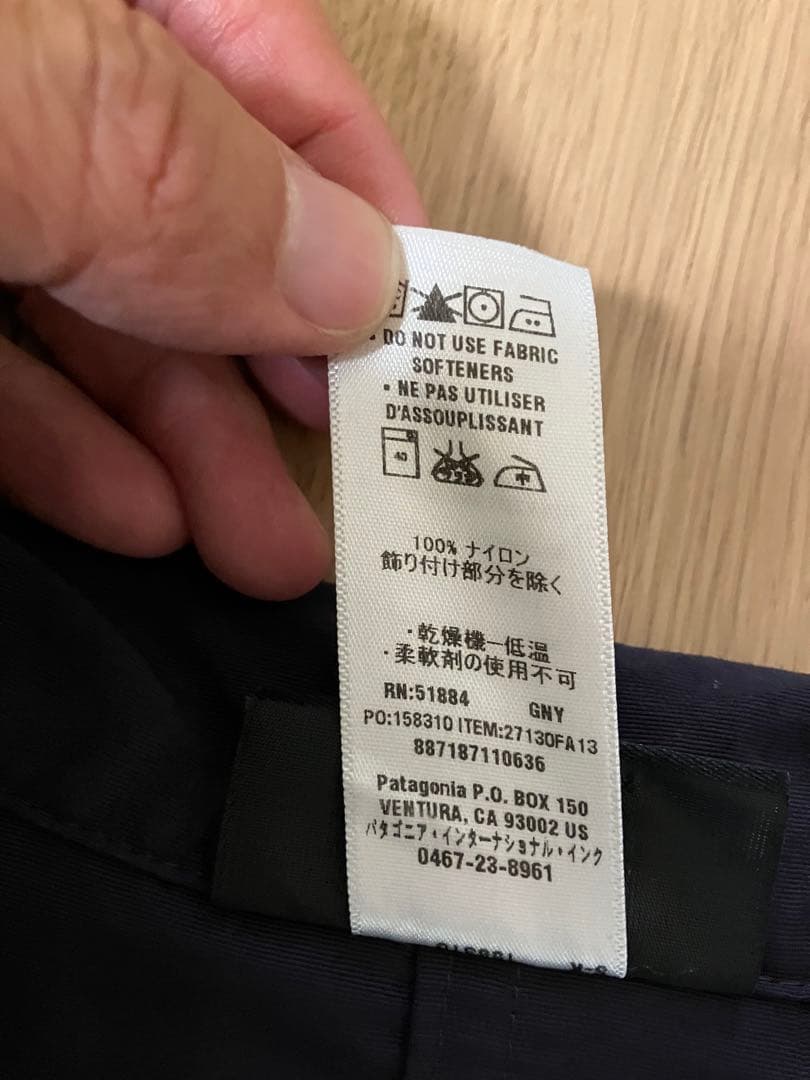 • DO NOT USE FABRIC
SOFTENERS
• NE PAS UTILISER
D'ASSOUPLISSANT
40
中
100% ナイロン
飾り付け部分を除く
・乾燥機ー低温
・柔軟剤の使用不可
RN:51884 GNY
PO:158310 ITEM:27130FA13
887187110636
Patagonia P.O. BOX 150
VENTURA, CA 93002 US
パタゴニア・インターナショナル・インク
0467-23-8961